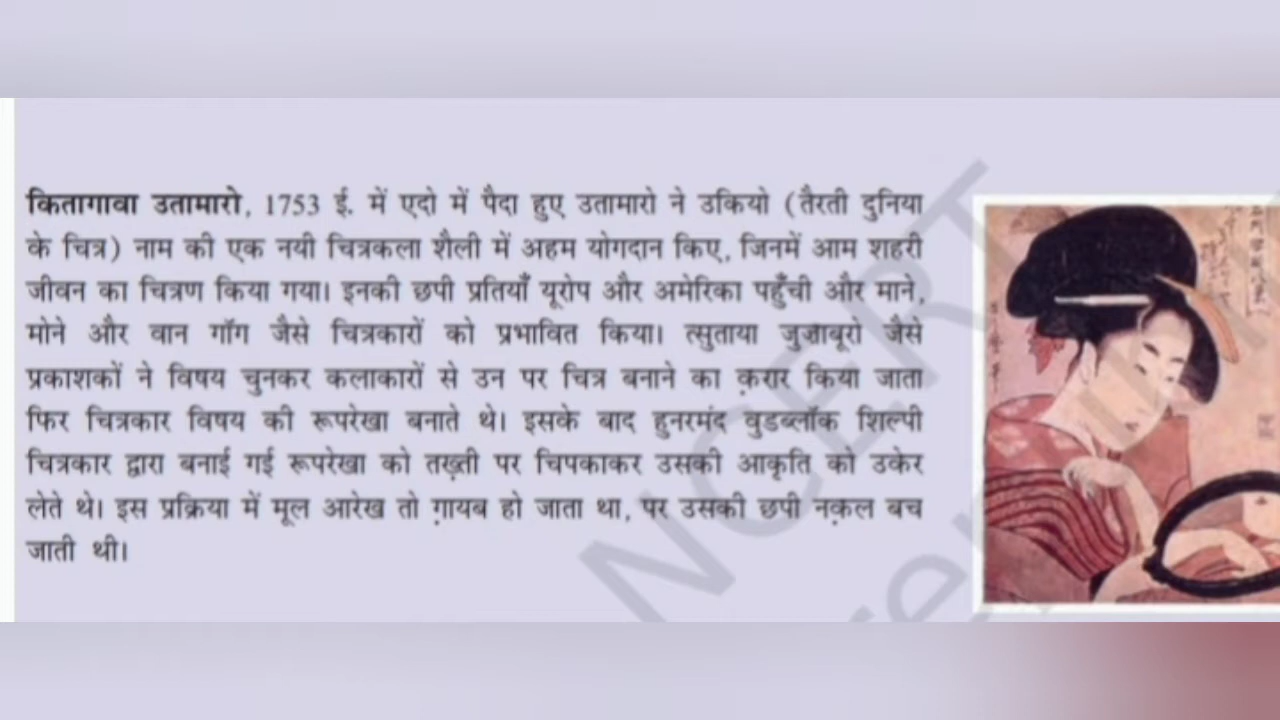 कितागावा उतामारो, 1753 ई. में एदो में पैदा हुए उतामारो ने उकियो (तैरती दुनिया
के चित्र) नाम की एक नयी चित्रकला शैली में अहम योगदान किए, जिनमें आम शहरी
जीवन का चित्रण किया गया। इनकी छपी प्रतियाँ यूरोप और अमेरिका पहुँची और माने,
मोने और वान गॉग जैसे चित्रकारों को प्रभावित किया। त्सुताया जुज़ाबूरो जैसे
प्रकाशकों ने विषय चुनकर कलाकारों से उन पर चित्र बनाने का क़रार किया जाता
फिर चित्रकार विषय की रूपरेखा बनाते थे। इसके बाद हुनरमंद वुडब्लॉक शिल्पी
चित्रकार द्वारा बनाई गई रूपरेखा को तख़्ती पर चिपकाकर उसकी आकृति को उकेर
लेते थे। इस प्रक्रिया में मूल आरेख तो ग़ायब हो जाता था, पर उसकी छपी नक़ल बच
जाती थी।
NCERT